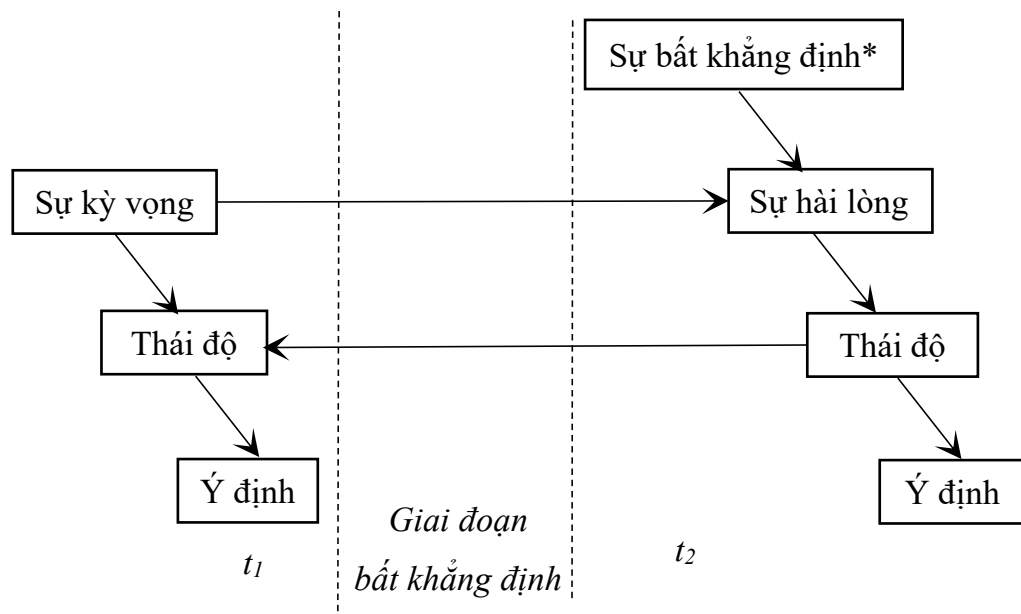 Sự bất khẳng định*
Sự kỳ vọng
Sự hài lòng
Thái độ
Thái độ
Ý định
Ý định
Giai đoạn
bất khẳng định
t1
t2